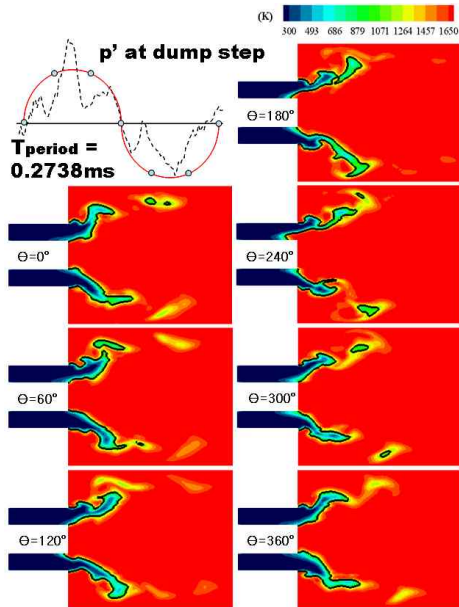 (K)
300 493 686 879 1071 1264 1457 1650
p' at dump step
Tperiod =
0.2738ms
Θ=180°
Θ=0°
Θ=240°
Θ=60°
Θ=300°
Θ=120°
Θ=360°